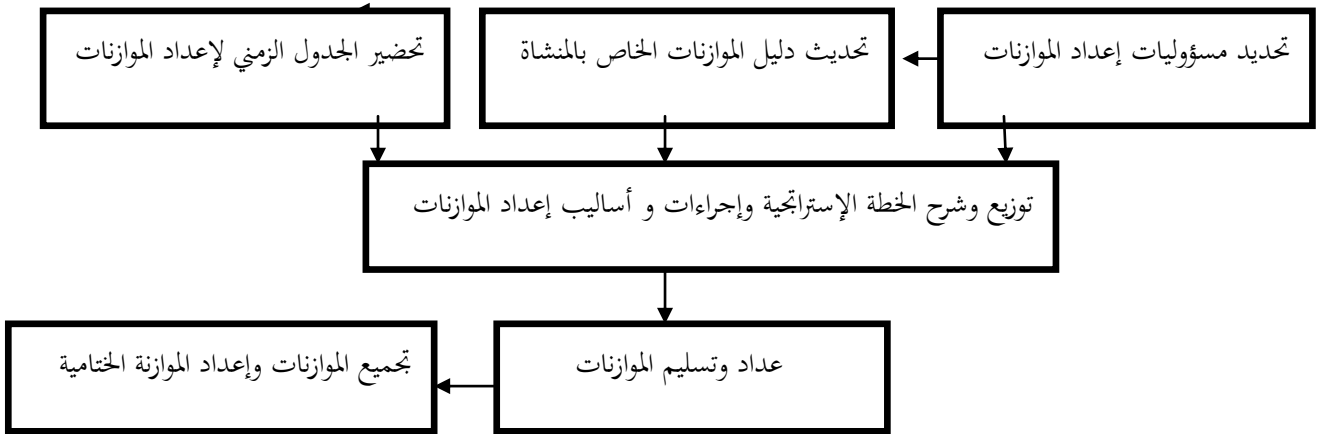 تحديد مسؤوليات إعداد الموازنات
تحديث دليل الموازنات الخاص بالمنشاة
تحضير الجدول الزمني لإعداد الموازنات
توزيع وشرح الخطة الإستراتجية وإجراءات و أساليب إعداد الموازنات
عداد وتسليم الموازنات
تجميع الموازنات وإعداد الموازنة الختامية